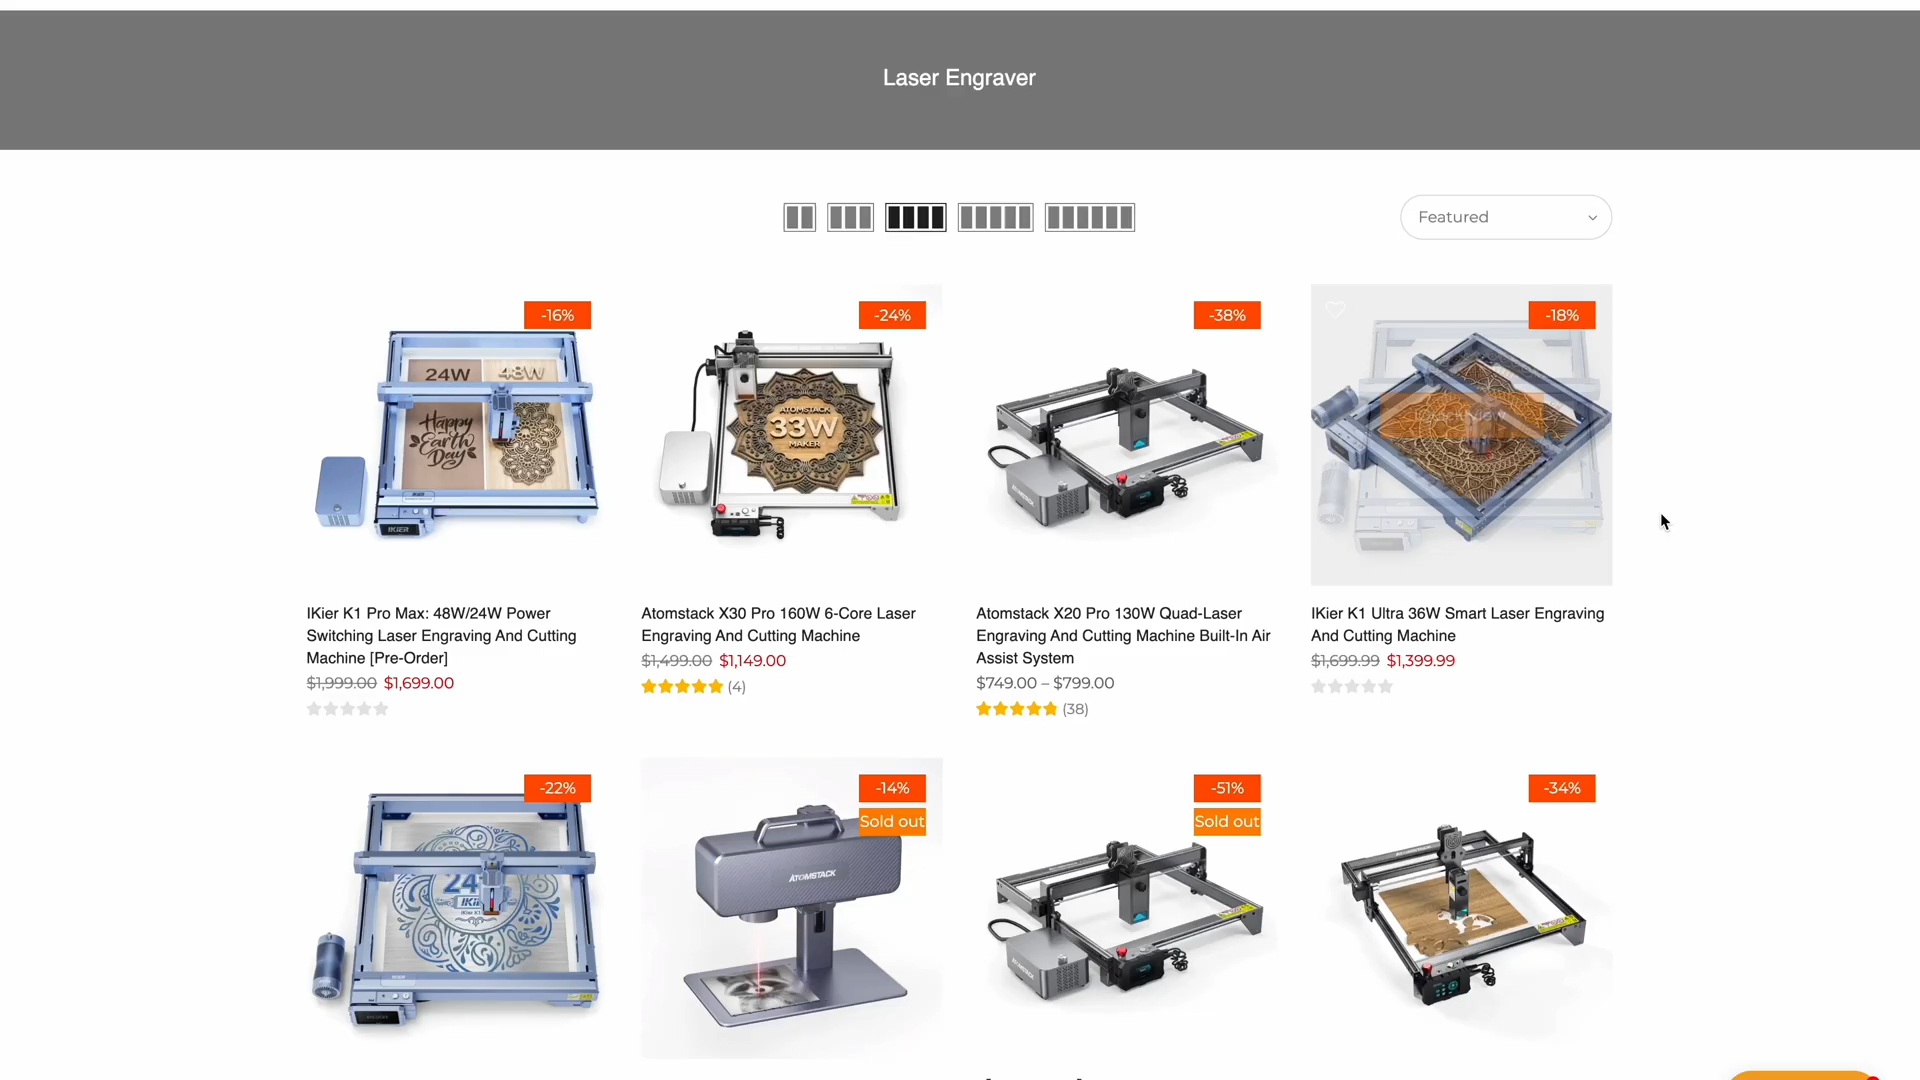 Laser Engraver
Featured
-16%
-24%
-38%
-18%
24W
48W
Happy
Earth
Day
IKIER
ATOMSTACK
33W
MAKER
Quick View
IKier K1 Pro Max: 48W/24W Power
Switching Laser Engraving And Cutting
Machine [Pre-Order]
$1,999.00 $1,699.00
Atomstack X30 Pro 160W 6-Core Laser
Engraving And Cutting Machine
$1,499.00 $1,149.00
(4)
Atomstack X20 Pro 130W Quad-Laser
Engraving And Cutting Machine Built-In Air
Assist System
$749.00 – $799.00
(38)
IKier K1 Ultra 36W Smart Laser Engraving
And Cutting Machine
$1,699.99 $1,399.99
-22%
-14%
Sold out
-51%
Sold out
-34%
24
ATOMSTACK